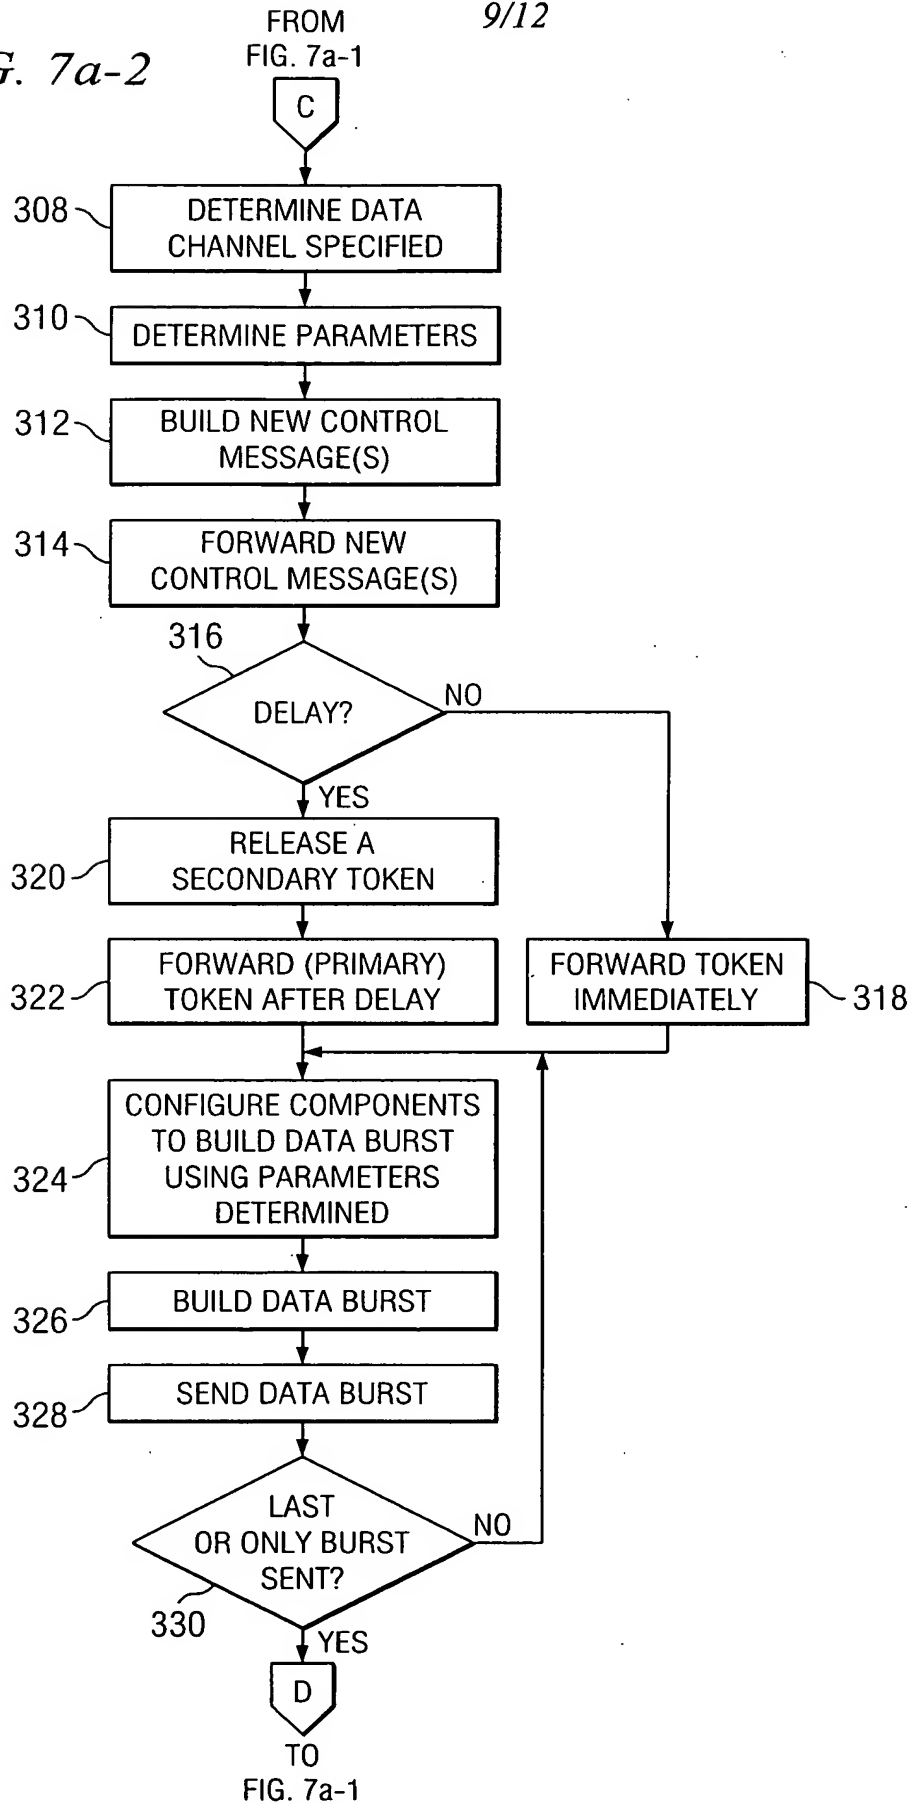 9/12
G. 7a-2
FROM
FIG. 7a-1
C
308
DETERMINE DATA
CHANNEL SPECIFIED
310
DETERMINE PARAMETERS
312
BUILD NEW CONTROL
MESSAGE(S)
314
FORWARD NEW
CONTROL MESSAGE(S)
316
DELAY?
NO
YES
320
RELEASE A
SECONDARY TOKEN
322
FORWARD (PRIMARY)
TOKEN AFTER DELAY
FORWARD TOKEN
IMMEDIATELY
318
324
CONFIGURE COMPONENTS
TO BUILD DATA BURST
USING PARAMETERS
DETERMINED
326
BUILD DATA BURST
328
SEND DATA BURST
LAST
OR ONLY BURST
SENT?
NO
330
YES
D
TO
FIG. 7a-1